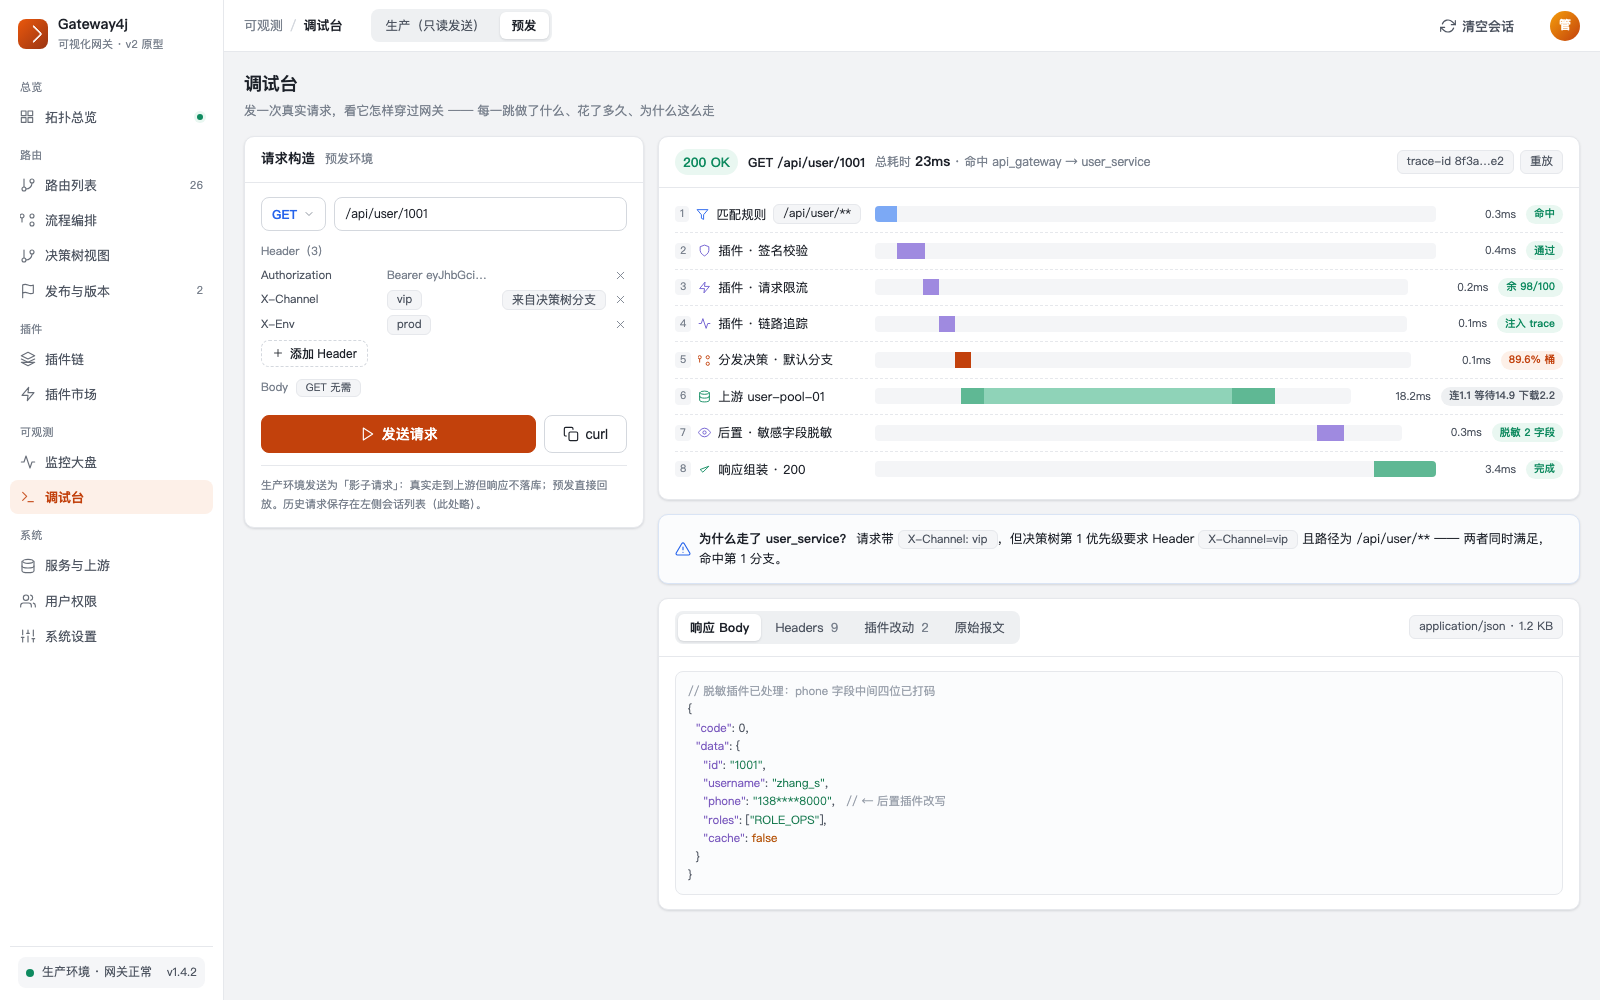 Gateway4j
可视化网关 · v2 原型
总览
拓扑总览
路由
路由列表 26
流程编排
决策树视图
发布与版本 2
插件
插件链
插件市场
可观测
监控大盘
调试台
系统
服务与上游
用户权限
系统设置
生产环境 · 网关正常 v1.4.2
可观测 / 调试台 生产（只读发送） 预发 清空会话 管
调试台
发一次真实请求，看它怎样穿过网关 —— 每一跳做了什么、花了多久、为什么这么走
请求构造 预发环境
GET /api/user/1001
Header（3）
Authorization Bearer eyJhbGci...
X-Channel vip 来自决策树分支
X-Env prod
+ 添加 Header
Body GET 无需
发送请求 curl
生产环境发送为「影子请求」：真实走到上游但响应不落库；预发直接回
放。历史请求保存在左侧会话列表（此处略）。
200 OK GET /api/user/1001 总耗时 23ms · 命中 api_gateway → user_service trace-id 8f3a…e2 重放
1 匹配规则 /api/user/** 0.3ms 命中
2 插件 · 签名校验 0.4ms 通过
3 插件 · 请求限流 0.2ms 余 98/100
4 插件 · 链路追踪 0.1ms 注入 trace
5 分发决策 · 默认分支 0.1ms 89.6% 桶
6 上游 user-pool-01 18.2ms 连1.1 等待14.9 下载2.2
7 后置 · 敏感字段脱敏 0.3ms 脱敏 2 字段
8 响应组装 · 200 3.4ms 完成
为什么走了 user_service？ 请求带 X-Channel: vip ，但决策树第 1 优先级要求 Header X-Channel=vip 且路径为 /api/user/** —— 两者同时满足，
命中第 1 分支。
响应 Body Headers 9 插件改动 2 原始报文 application/json · 1.2 KB
// 脱敏插件已处理：phone 字段中间四位已打码
{
"code": 0,
"data": {
"id": "1001",
"username": "zhang_s",
"phone": "138****8000", // ← 后置插件改写
"roles": ["ROLE_OPS"],
"cache": false
}
}